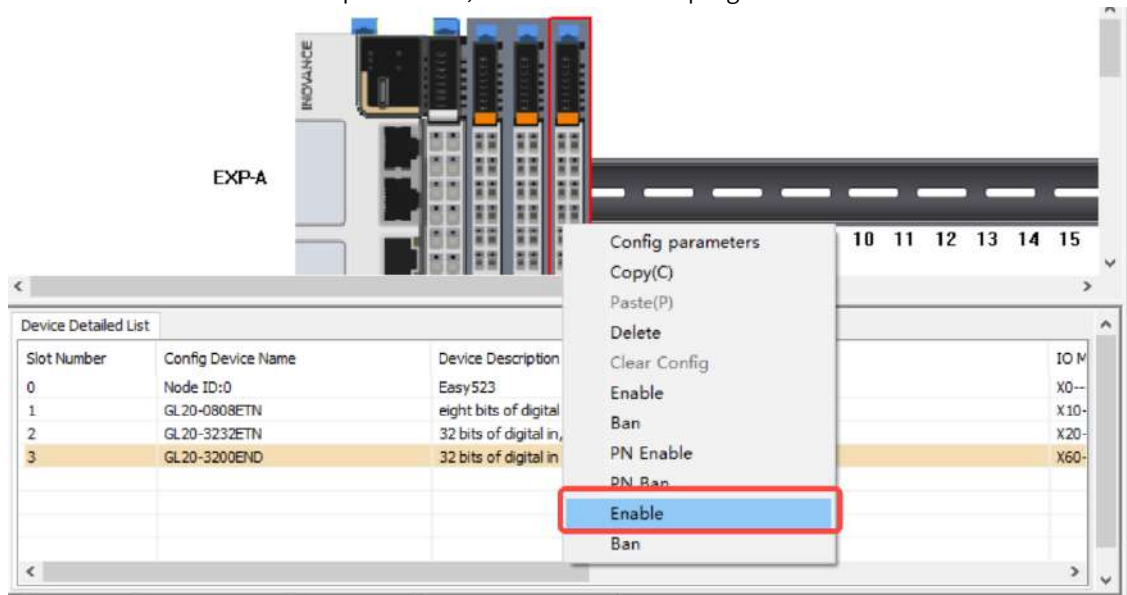 INOVANCE
EXP-A
10 11 12 13 14 15
Config parameters
Copy(C)
Paste(P)
Delete
Clear Config
Enable
Ban
PN Enable
PN Ban
Enable
Ban
Device Detailed List
Slot Number Config Device Name Device Description IO M
0 Node ID:0 Easy523 X0--
1 GL20-0808ETN eight bits of digital X10-
2 GL20-3232ETN 32 bits of digital in, X20-
3 GL20-3200END 32 bits of digital in X60-